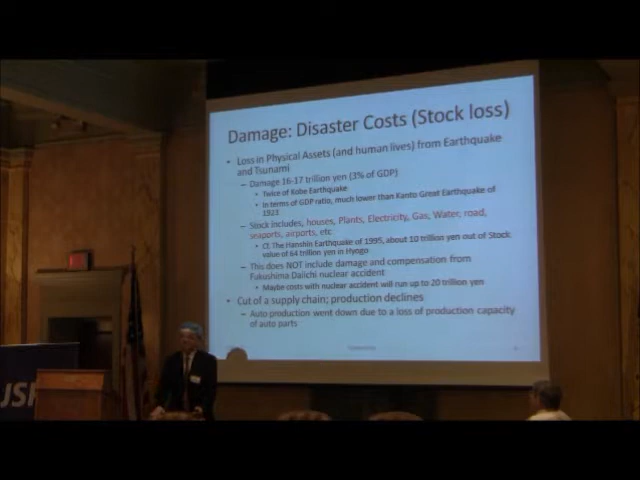 Damage: Disaster Costs (Stock loss)
• Loss in Physical Assets (and human lives) from Earthquake
and Tsunami
– Damage 16-17 trillion yen (3% of GDP)
• Twice of Kobe Earthquake
• In terms of GDP ratio, much lower than Kanto Great Earthquake of
1923
– Stock includes, houses, Plants, Electricity, Gas, Water, road,
seaports, airports, etc
• Cf. The Hanshin Earthquake of 1995, about 10 trillion yen out of Stock
value of 64 trillion yen in Hyogo
– This does NOT include damage and compensation from
Fukushima Daiichi nuclear accident
• Maybe costs with nuclear accident will run up to 20 trillion yen
• Cut of a supply chain; production declines
– Auto production went down due to a loss of production capacity
of auto parts